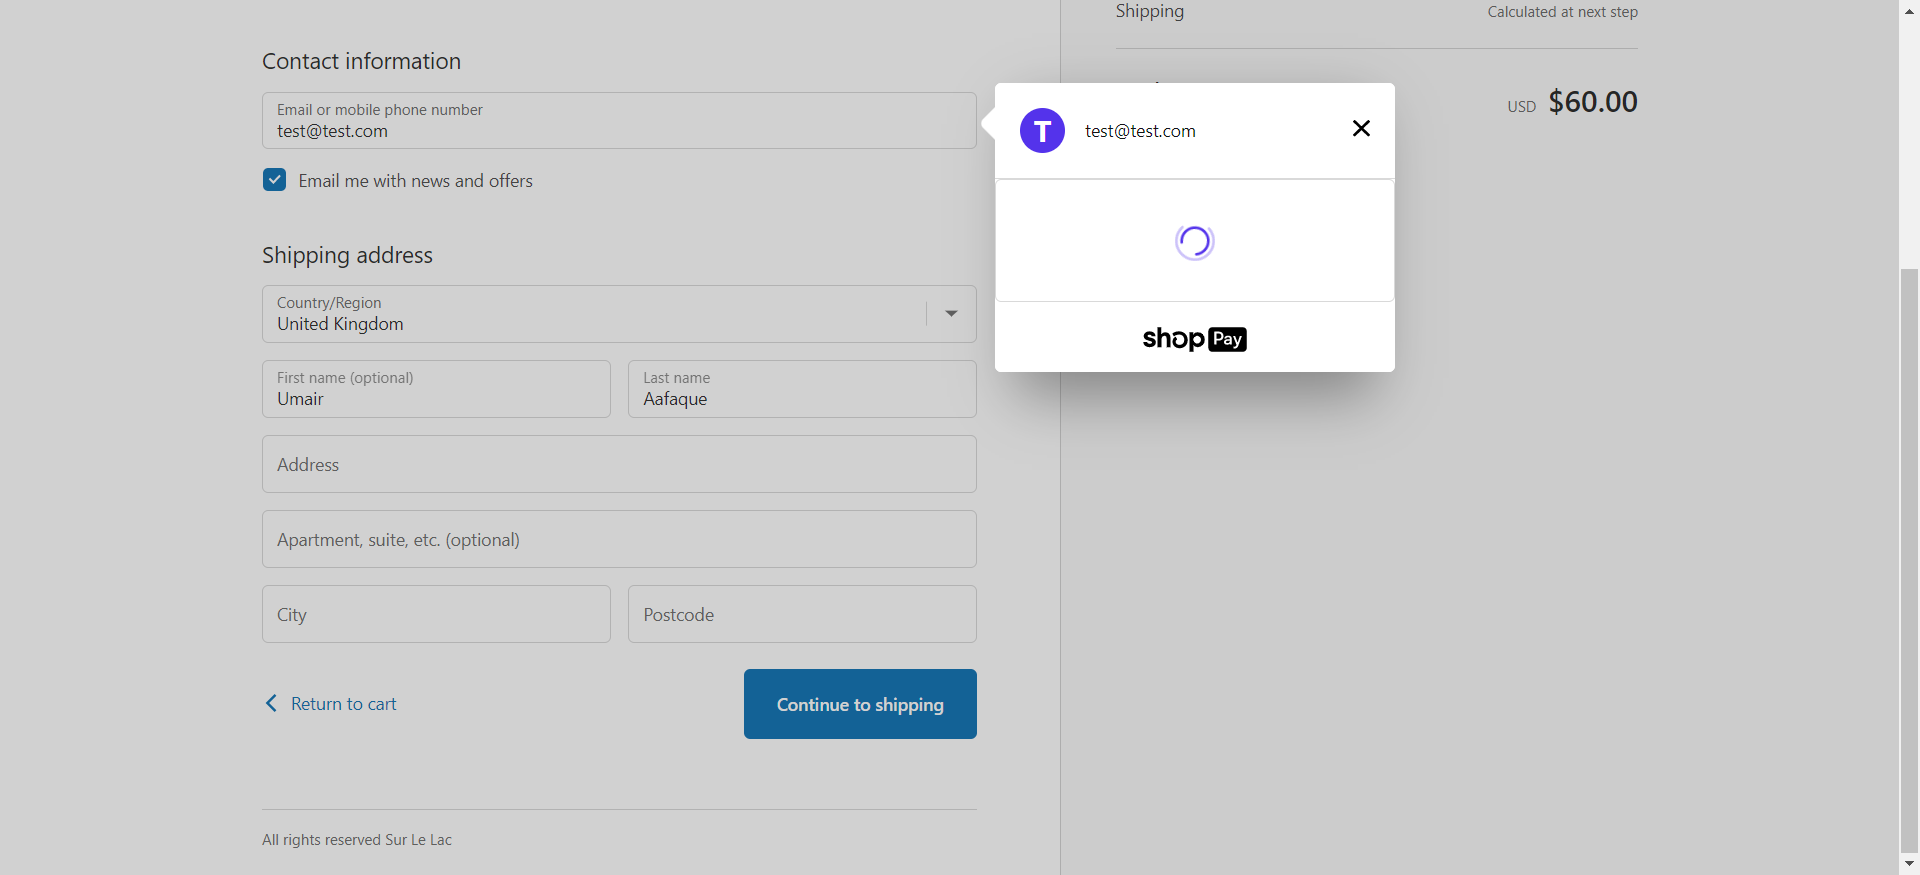 Shipping
Calculated at next step
Contact information
Email or mobile phone number
test@test.com
Email me with news and offers
USD $60.00
T test@test.com
shop Pay
Shipping address
Country/Region
United Kingdom
First name (optional)
Umair
Last name
Aafaque
Address
Apartment, suite, etc. (optional)
City
Postcode
Return to cart
Continue to shipping
All rights reserved Sur Le Lac